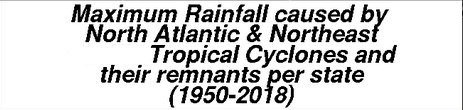 Maximum Rainfall caused by
North Atlantic & Northeast
Tropical Cyclones and
their remnants per state
(1950-2018)